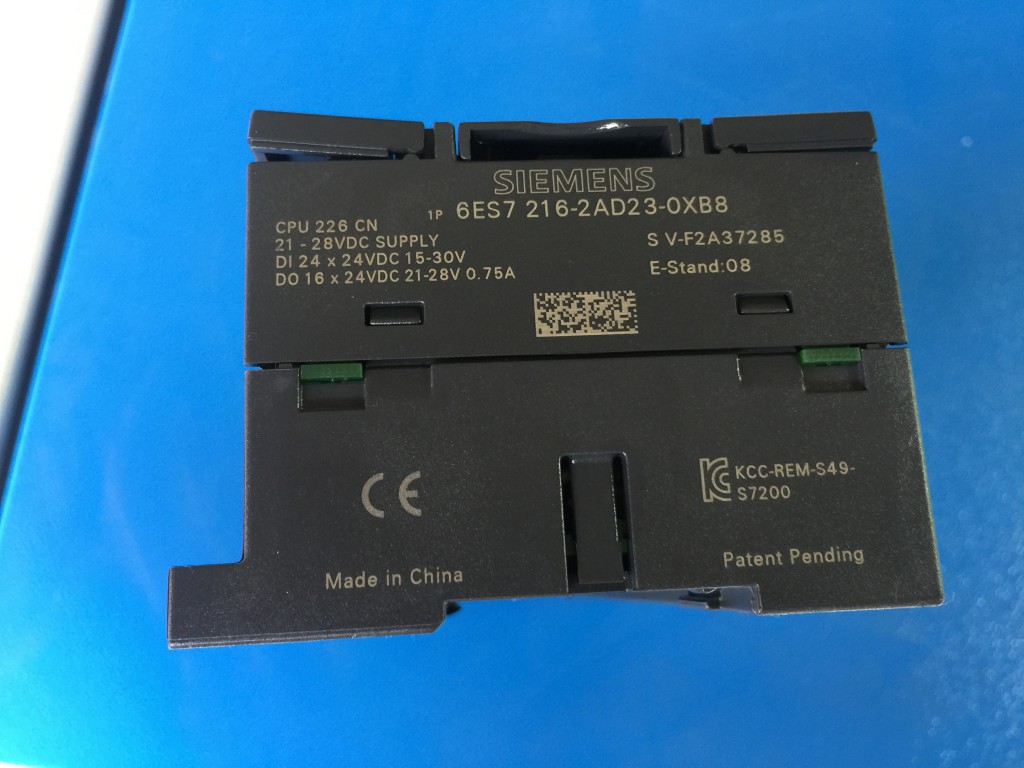 SIEMENS
1P 6ES7 216-2AD23-0XB8
CPU 226 CN
21 - 28VDC SUPPLY
DI 24 x 24VDC 15-30V
DO 16 x 24VDC 21-28V 0.75A
S V-F2A37285
E-Stand:08
CE
KCC-REM-S49-
S7200
Made in China
Patent Pending